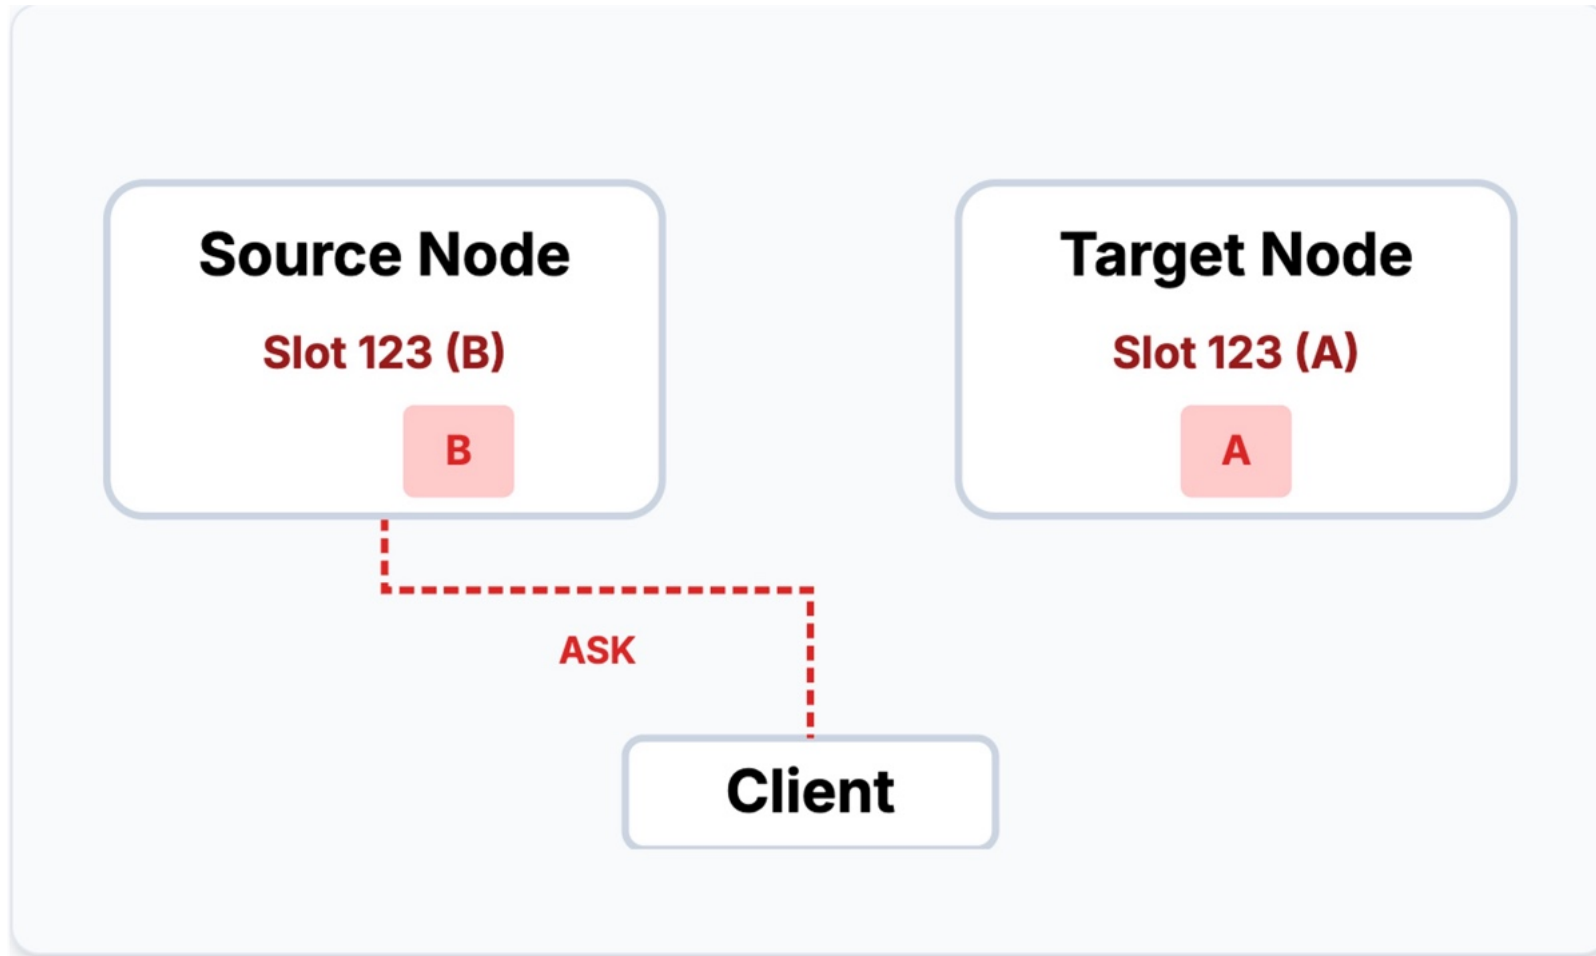 Source Node
Slot 123 (B)
B
Target Node
Slot 123 (A)
A
ASK
Client